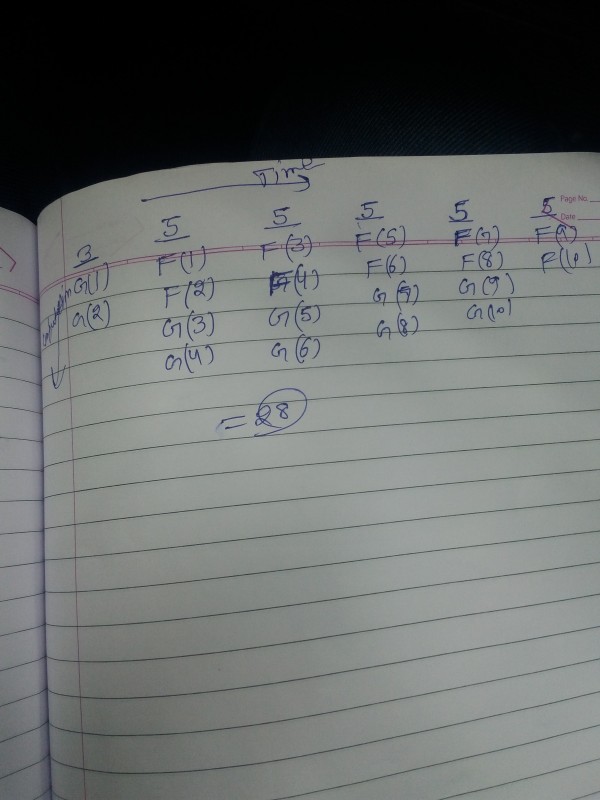 Time
Page No.
Date
3 5 5 5 5 5
G(1) F(1) F(3) F(5) F(7) F(9)
G(2) F(2) F(4) F(6) F(8) F(10)
G(3) G(5) G(7) G(9)
G(4) G(6) G(8) G(10)
= 28